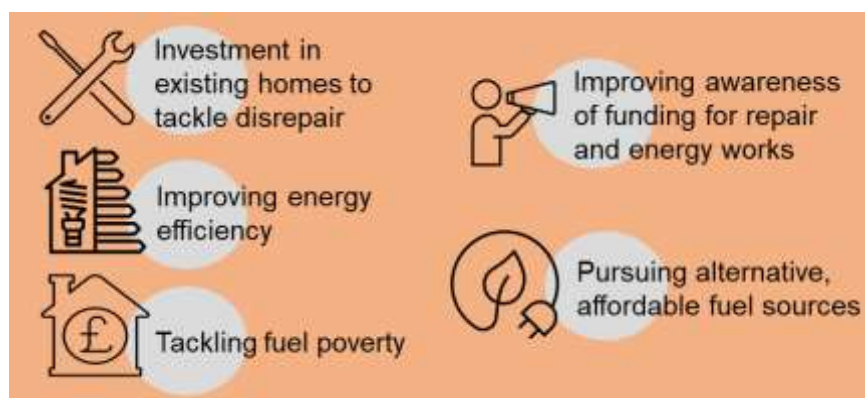 Investment in
existing homes to
tackle disrepair
Improving energy
efficiency
£
Tackling fuel poverty
Improving awareness
of funding for repair
and energy works
Pursuing alternative,
affordable fuel sources